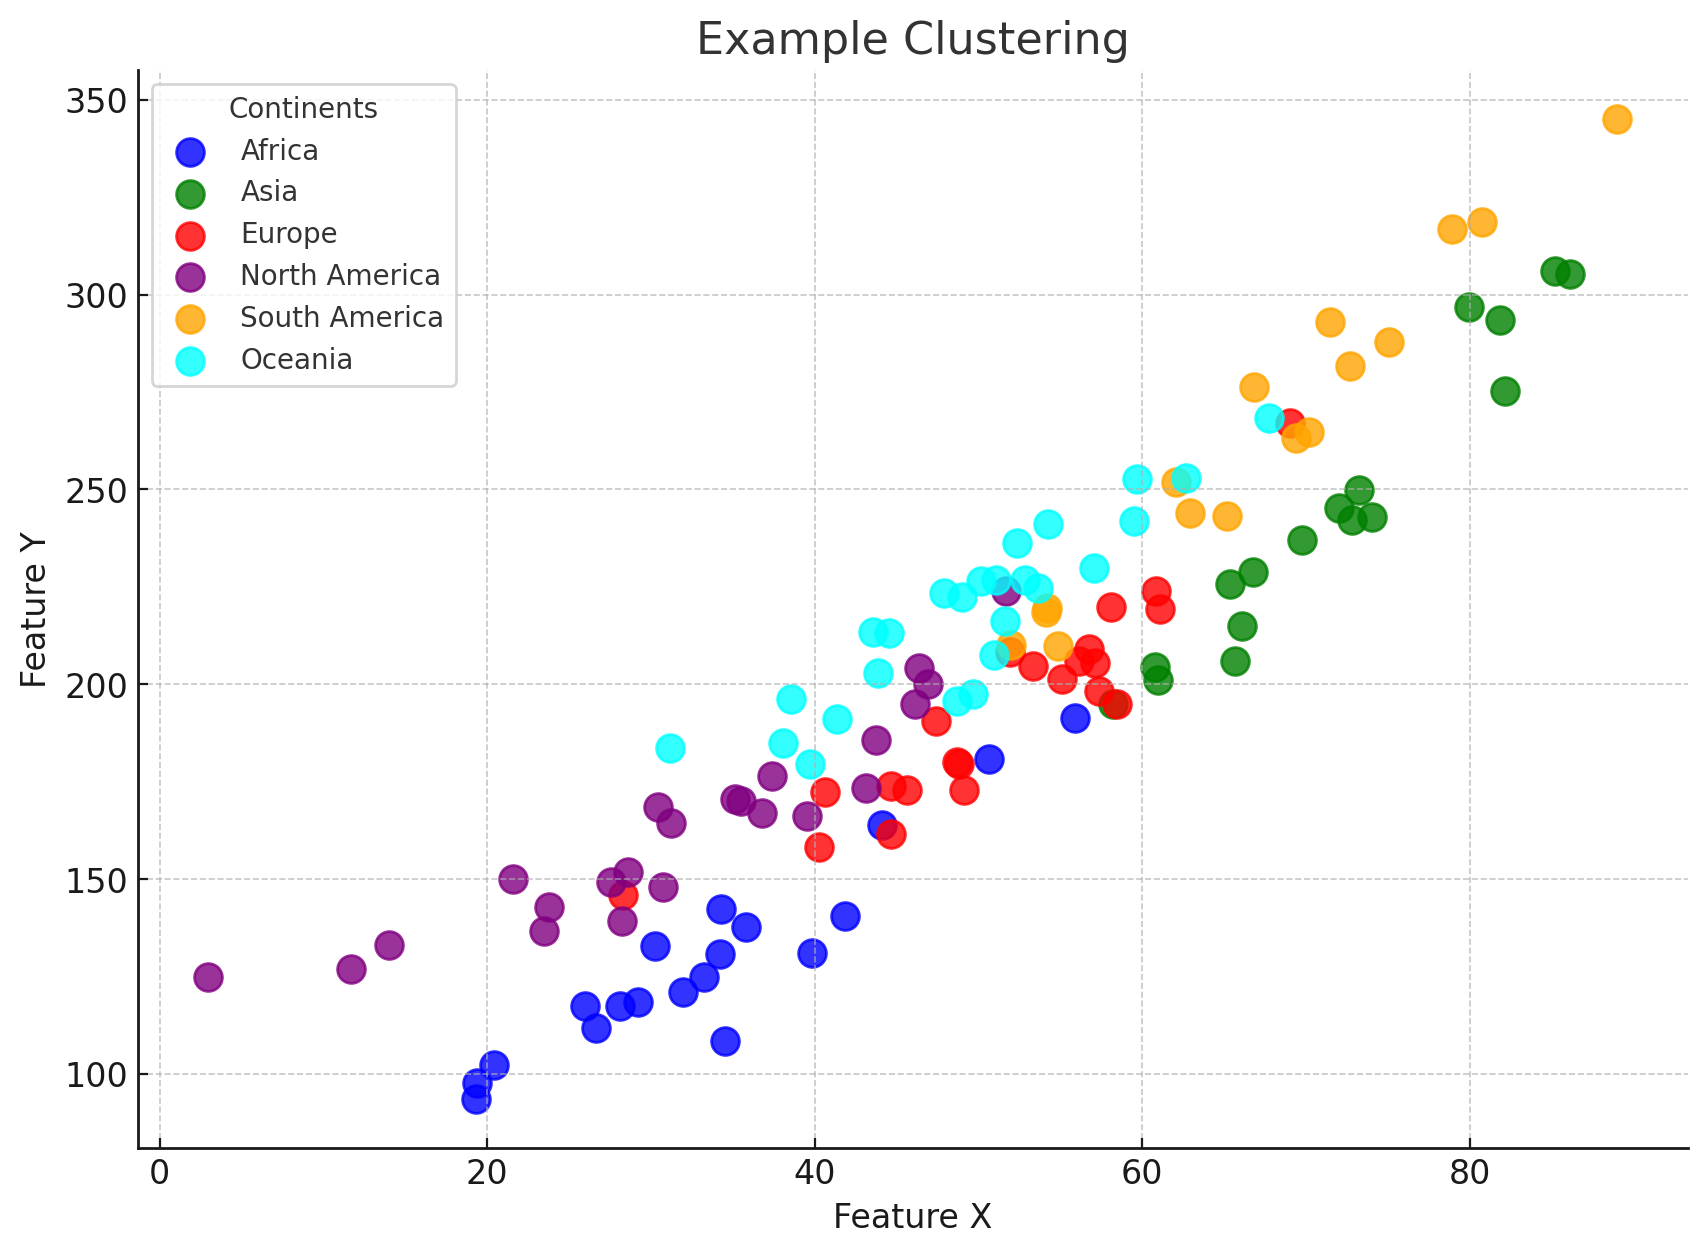 Example Clustering
350
300
250
200
150
100
Feature Y
Continents
Africa
Asia
Europe
North America
South America
Oceania
0 20 40 60 80
Feature X